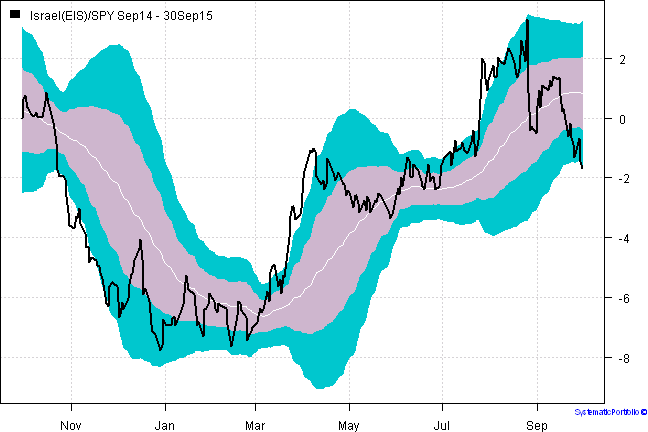 Israel(EIS)/SPY Sep14 - 30Sep15
2
0
-2
-4
-6
-8
Nov Jan Mar May Jul Sep
SystematicPortfolio ©